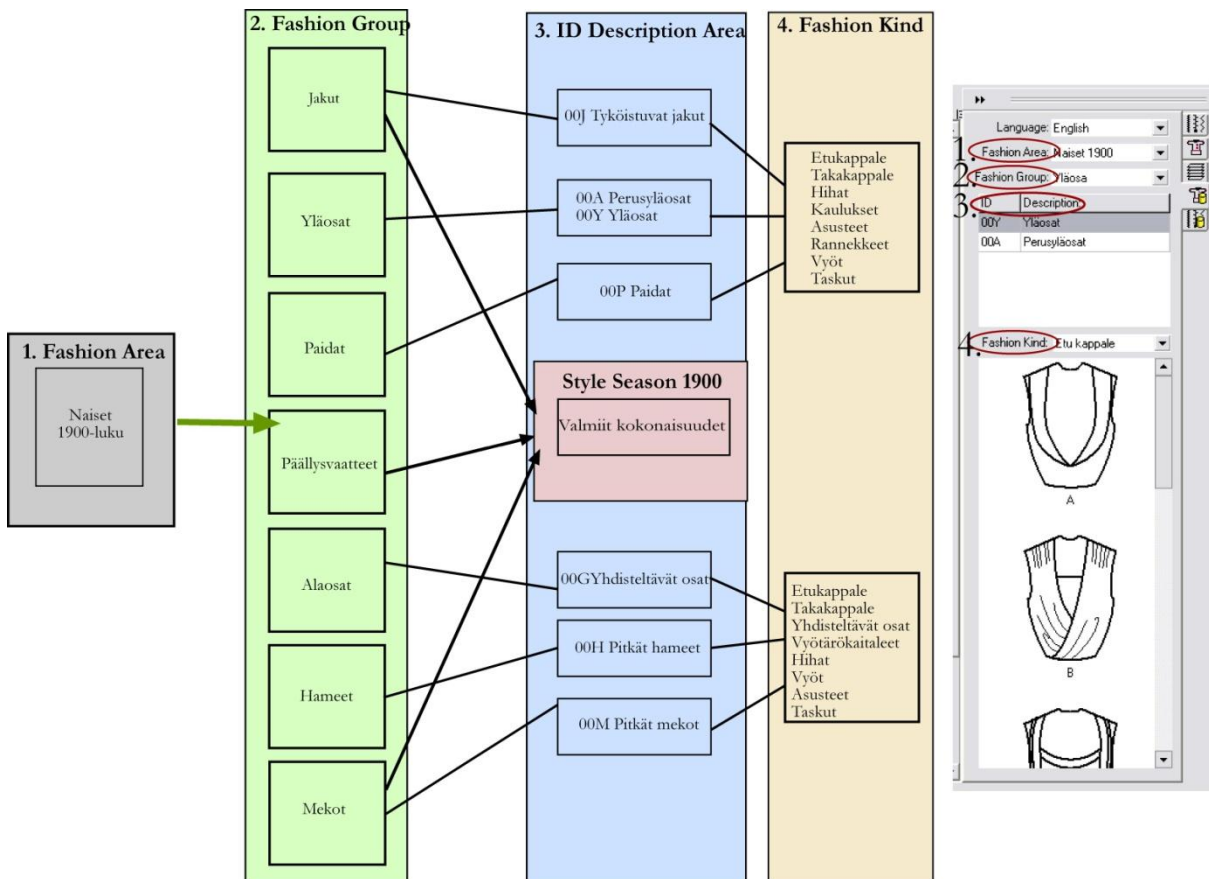 1. Fashion Area
Naiset
1900-luku
2. Fashion Group
Jakut
Yläosat
Paidat
Päällysvaatteet
Alaosat
Hameet
Mekot
3. ID Description Area
00J Tyköistuvat jakut
00A Perusyläosat
00Y Yläosat
00P Paidat
Style Season 1900
Valmiit kokonaisuudet
00GYhdisteltävät osat
00H Pitkät hameet
00M Pitkät mekot
4. Fashion Kind
Etukappale
Takakappale
Hihat
Kaulukset
Asusteet
Rannekkeet
Vyöt
Taskut
Etukappale
Takakappale
Yhdisteltävät osat
Vyötärökaitaleet
Hihat
Vyöt
Asusteet
Taskut
Language: English
1. Fashion Area: Naiset 1900
2. Fashion Group: Yläosa
3. ID Description
00Y Yläosat
00A Perusyläosat
4. Fashion Kind: Etu kappale
A
B